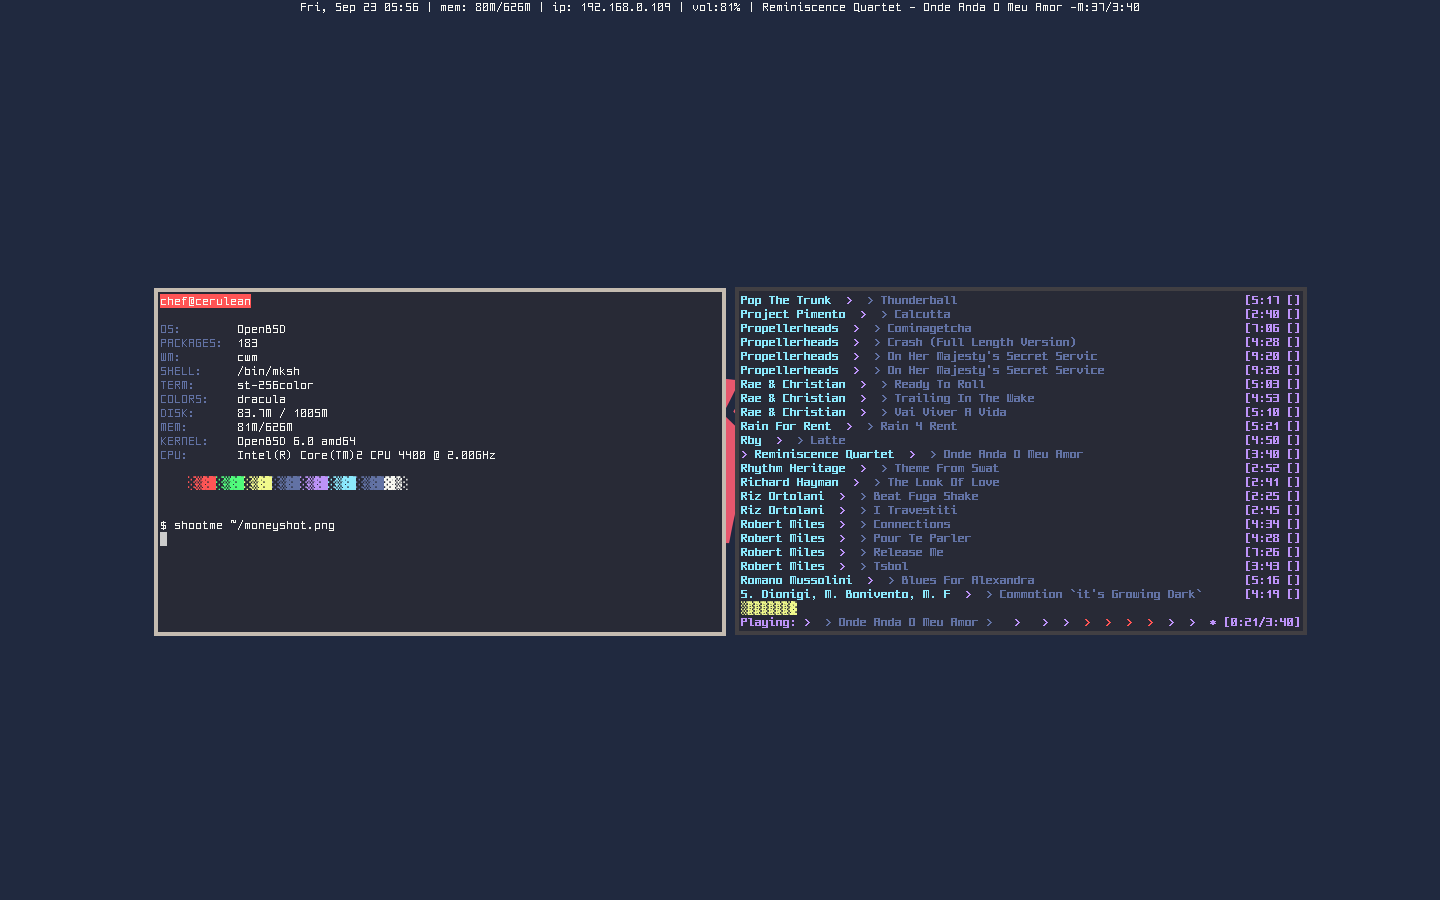 Fri, Sep 23 05:56 | mem: 80M/626M | ip: 192.168.0.109 | vol:81% | Reminiscence Quartet - Onde Anda O Meu Amor -M:37/3:40
chef@cerulean
OS: OpenBSD
PACKAGES: 183
WM: cwm
SHELL: /bin/mksh
TERM: st-256color
COLORS: dracula
DISK: 83.7M / 1005M
MEM: 81M/626M
KERNEL: OpenBSD 6.0 amd64
CPU: Intel(R) Core(TM)2 CPU 4400 @ 2.00GHz
$ shootme ~/moneyshot.png
Pop The Trunk > > Thunderball [5:17 []
Project Pimento > > Calcutta [2:40 []
Propellerheads > > Cominagetcha [7:06 []
Propellerheads > > Crash (Full Length Version) [4:28 []
Propellerheads > > On Her Majesty's Secret Servic [9:20 []
Propellerheads > > On Her Majesty's Secret Service [9:28 []
Rae & Christian > > Ready To Roll [5:03 []
Rae & Christian > > Trailing In The Wake [4:53 []
Rae & Christian > > Vai Viver A Vida [5:10 []
Rain For Rent > > Rain 4 Rent [5:21 []
Rby > > Latte [4:50 []
> Reminiscence Quartet > > Onde Anda O Meu Amor [3:40 []
Rhythm Heritage > > Theme From Swat [2:52 []
Richard Hayman > > The Look Of Love [2:41 []
Riz Ortolani > > Beat Fuga Shake [2:25 []
Riz Ortolani > > I Travestiti [2:45 []
Robert Miles > > Connections [4:34 []
Robert Miles > > Pour Te Parler [4:28 []
Robert Miles > > Release Me [7:26 []
Robert Miles > > Tsbol [3:43 []
Romano Mussolini > > Blues For Alexandra [5:16 []
S. Dionigi, M. Bonivento, M. F > > Commotion `it's Growing Dark` [4:19 []
Playing: > > Onde Anda O Meu Amor > > > > > > > > > > * [0:21/3:40]